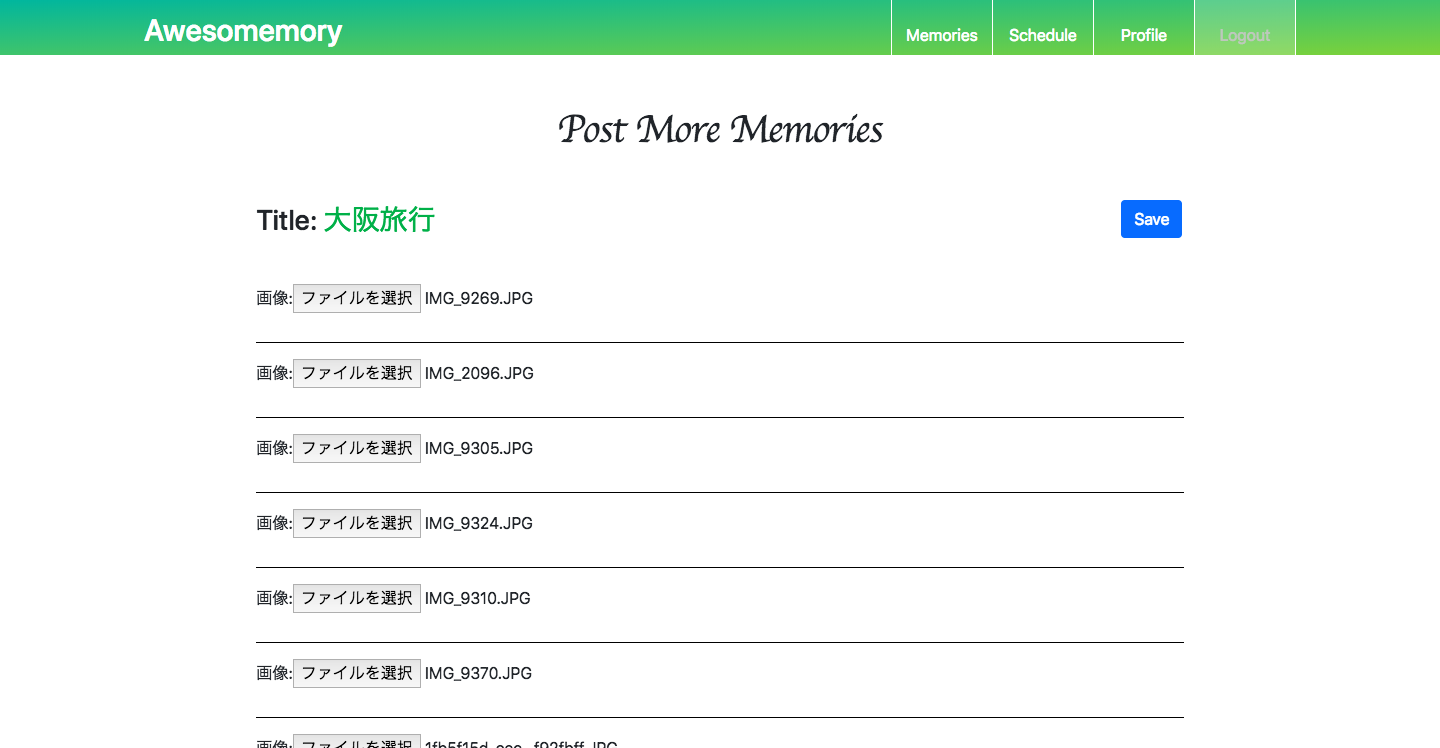 Awesomemory
Memories Schedule Profile Logout
Post More Memories
Title: 大阪旅行
Save
画像:ファイルを選択 IMG_9269.JPG
画像:ファイルを選択 IMG_2096.JPG
画像:ファイルを選択 IMG_9305.JPG
画像:ファイルを選択 IMG_9324.JPG
画像:ファイルを選択 IMG_9310.JPG
画像:ファイルを選択 IMG_9370.JPG
画像:ファイルを選択